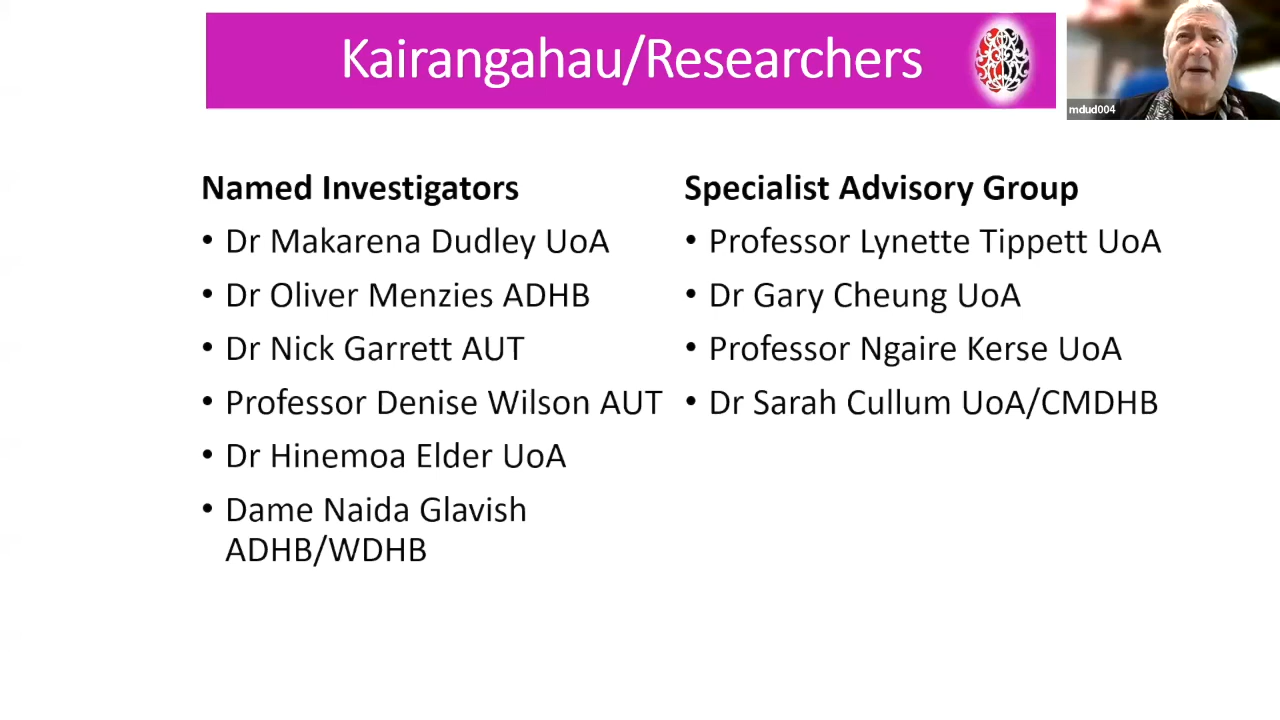 Kairangahau/Researchers
mdud004
Named Investigators
• Dr Makarena Dudley UoA
• Dr Oliver Menzies ADHB
• Dr Nick Garrett AUT
• Professor Denise Wilson AUT
• Dr Hinemoa Elder UoA
• Dame Naida Glavish
ADHB/WDHB
Specialist Advisory Group
• Professor Lynette Tippett UoA
• Dr Gary Cheung UoA
• Professor Ngaire Kerse UoA
• Dr Sarah Cullum UoA/CMDHB